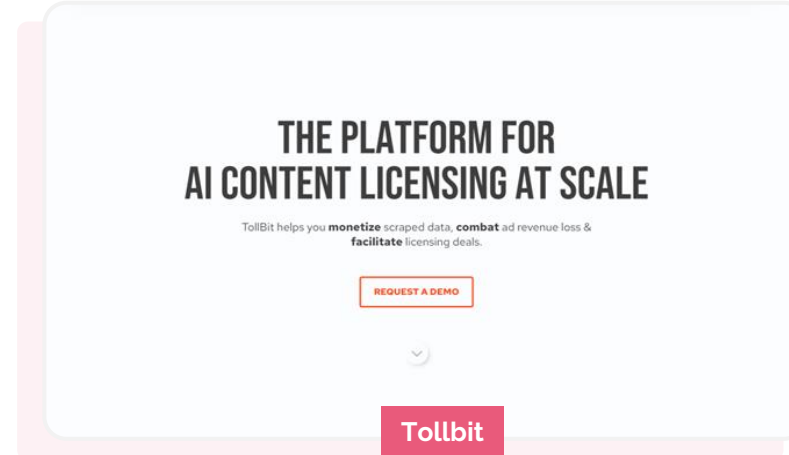 THE PLATFORM FOR
AI CONTENT LICENSING AT SCALE
TollBit helps you monetize scraped data, combat ad revenue loss &
facilitate licensing deals.
REQUEST A DEMO
Tollbit